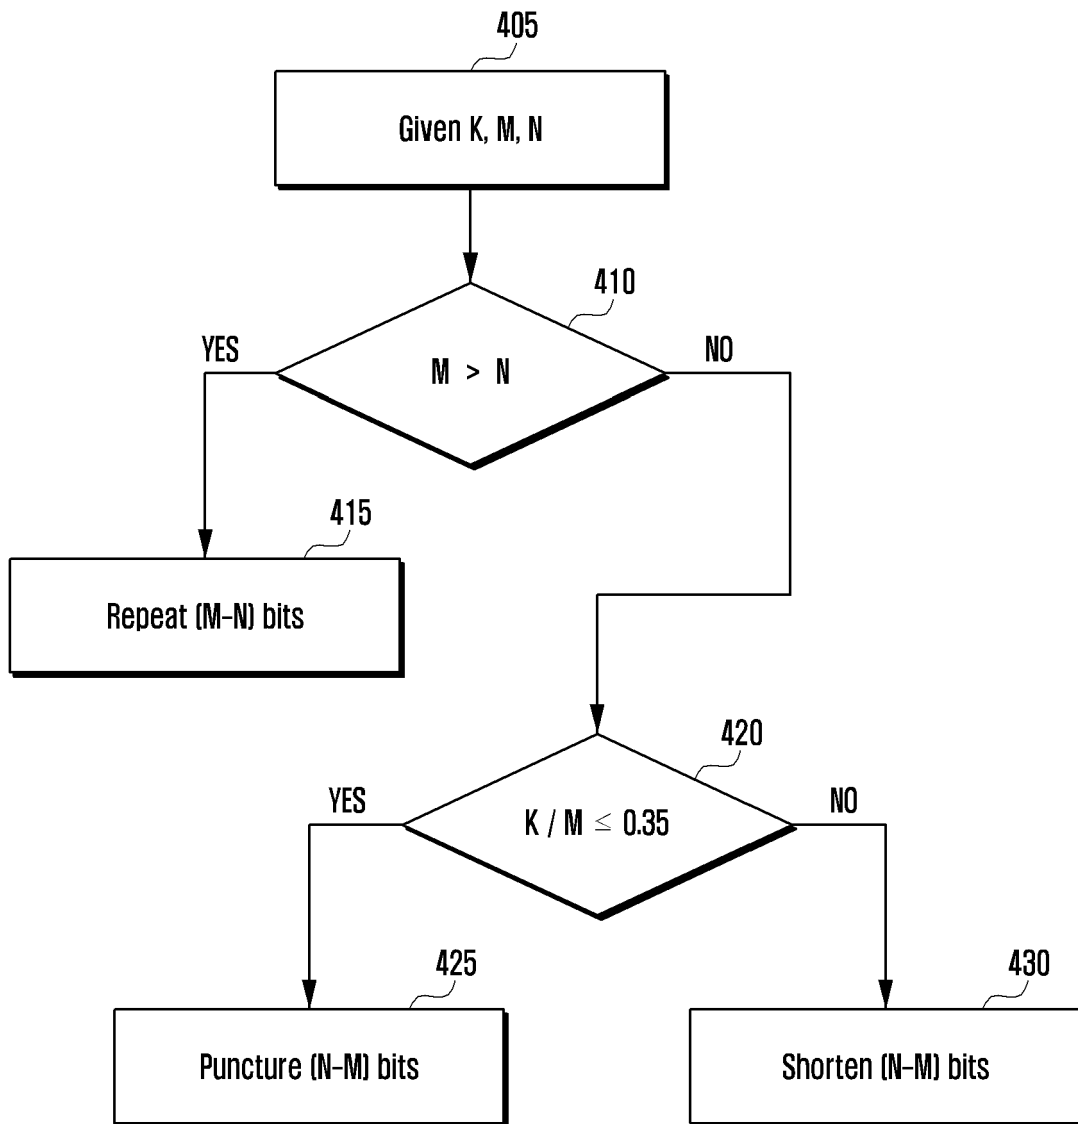 405
Given K, M, N
410
YES
NO
M > N
415
Repeat (M-N) bits
420
YES
NO
K / M ≤ 0.35
425
430
Puncture (N-M) bits
Shorten (N-M) bits